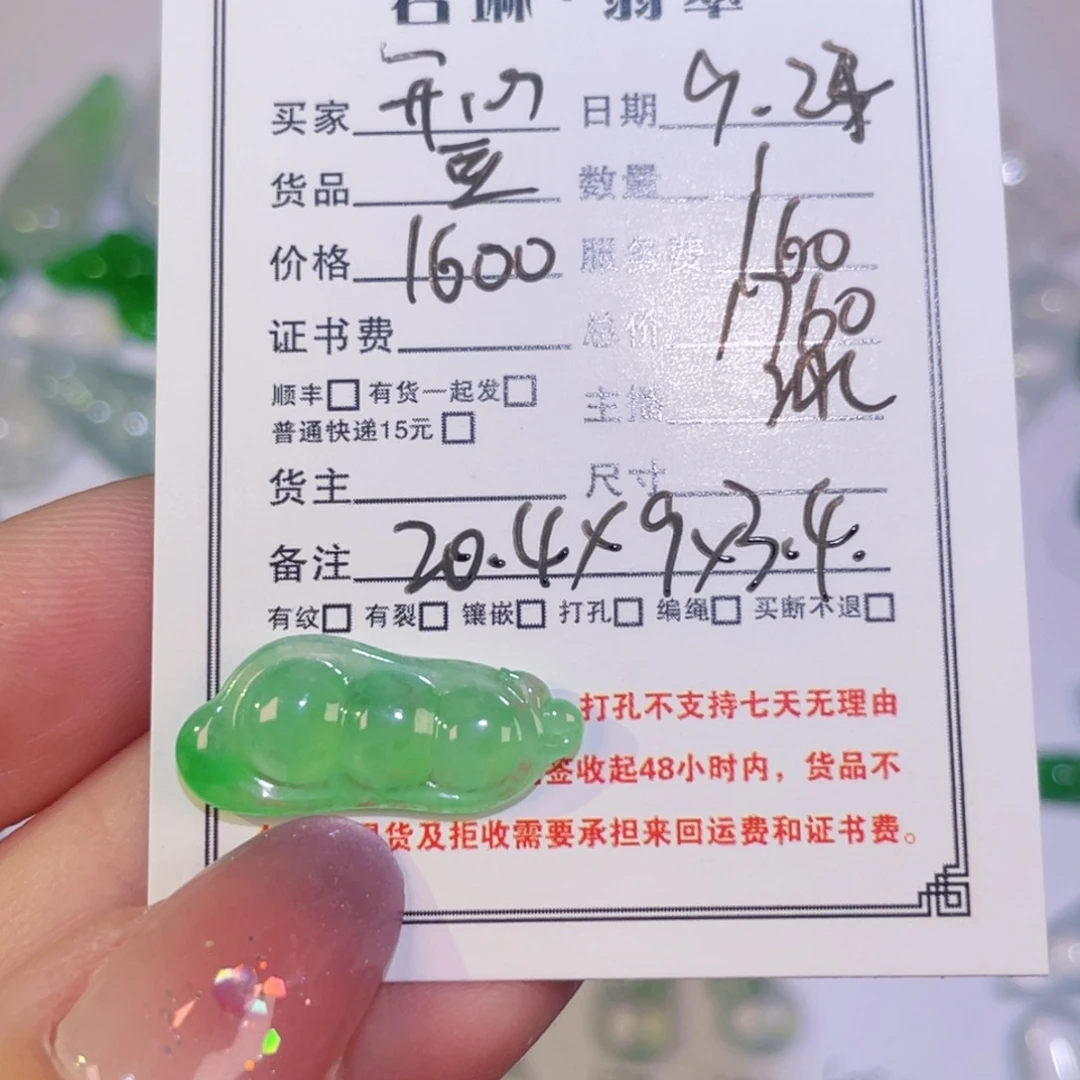 翡翠
买家 日期 9.24
货品 豆 数量 1
价格 1600 服务费 160
证书费 总价 1760
顺丰□ 有货一起发□ 主播
普通快递15元□
货主 尺寸
备注 20.4×9×3.4.
有纹□ 有裂□ 镶嵌□ 打孔□ 编绳□ 买断不退□
打孔不支持七天无理由
签收起48小时内，货品不
退货及拒收需要承担来回运费和证书费。